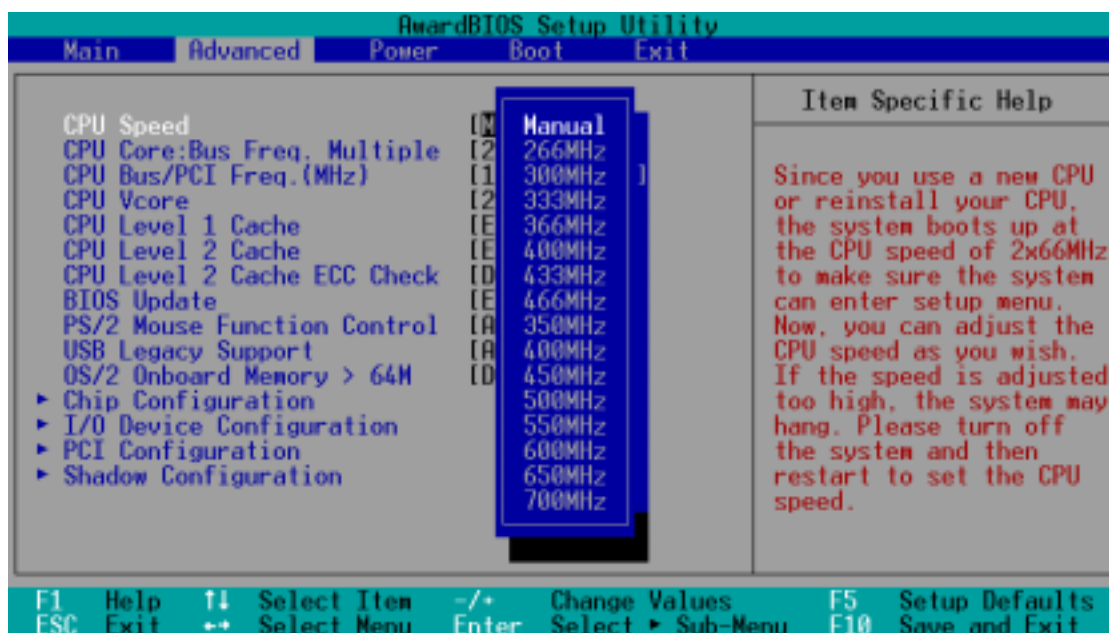 AwardBIOS Setup Utility
Main Advanced Power Boot Exit
Item Specific Help
CPU Speed [M
CPU Core:Bus Freq. Multiple [2
CPU Bus/PCI Freq.(MHz) [1 ]
CPU Vcore [2
CPU Level 1 Cache [E
CPU Level 2 Cache [E
CPU Level 2 Cache ECC Check [D
BIOS Update [E
PS/2 Mouse Function Control [A
USB Legacy Support [A
OS/2 Onboard Memory > 64M [D
► Chip Configuration
► I/O Device Configuration
► PCI Configuration
► Shadow Configuration
Manual
266MHz
300MHz
333MHz
366MHz
400MHz
433MHz
466MHz
350MHz
400MHz
450MHz
500MHz
550MHz
600MHz
650MHz
700MHz
Since you use a new CPU
or reinstall your CPU,
the system boots up at
the CPU speed of 2x66MHz
to make sure the system
can enter setup menu.
Now, you can adjust the
CPU speed as you wish.
If the speed is adjusted
too high, the system may
hang. Please turn off
the system and then
restart to set the CPU
speed.
F1 Help ↑↓ Select Item -/+ Change Values F5 Setup Defaults
ESC Exit ←→ Select Menu Enter Select ► Sub-Menu F10 Save and Exit